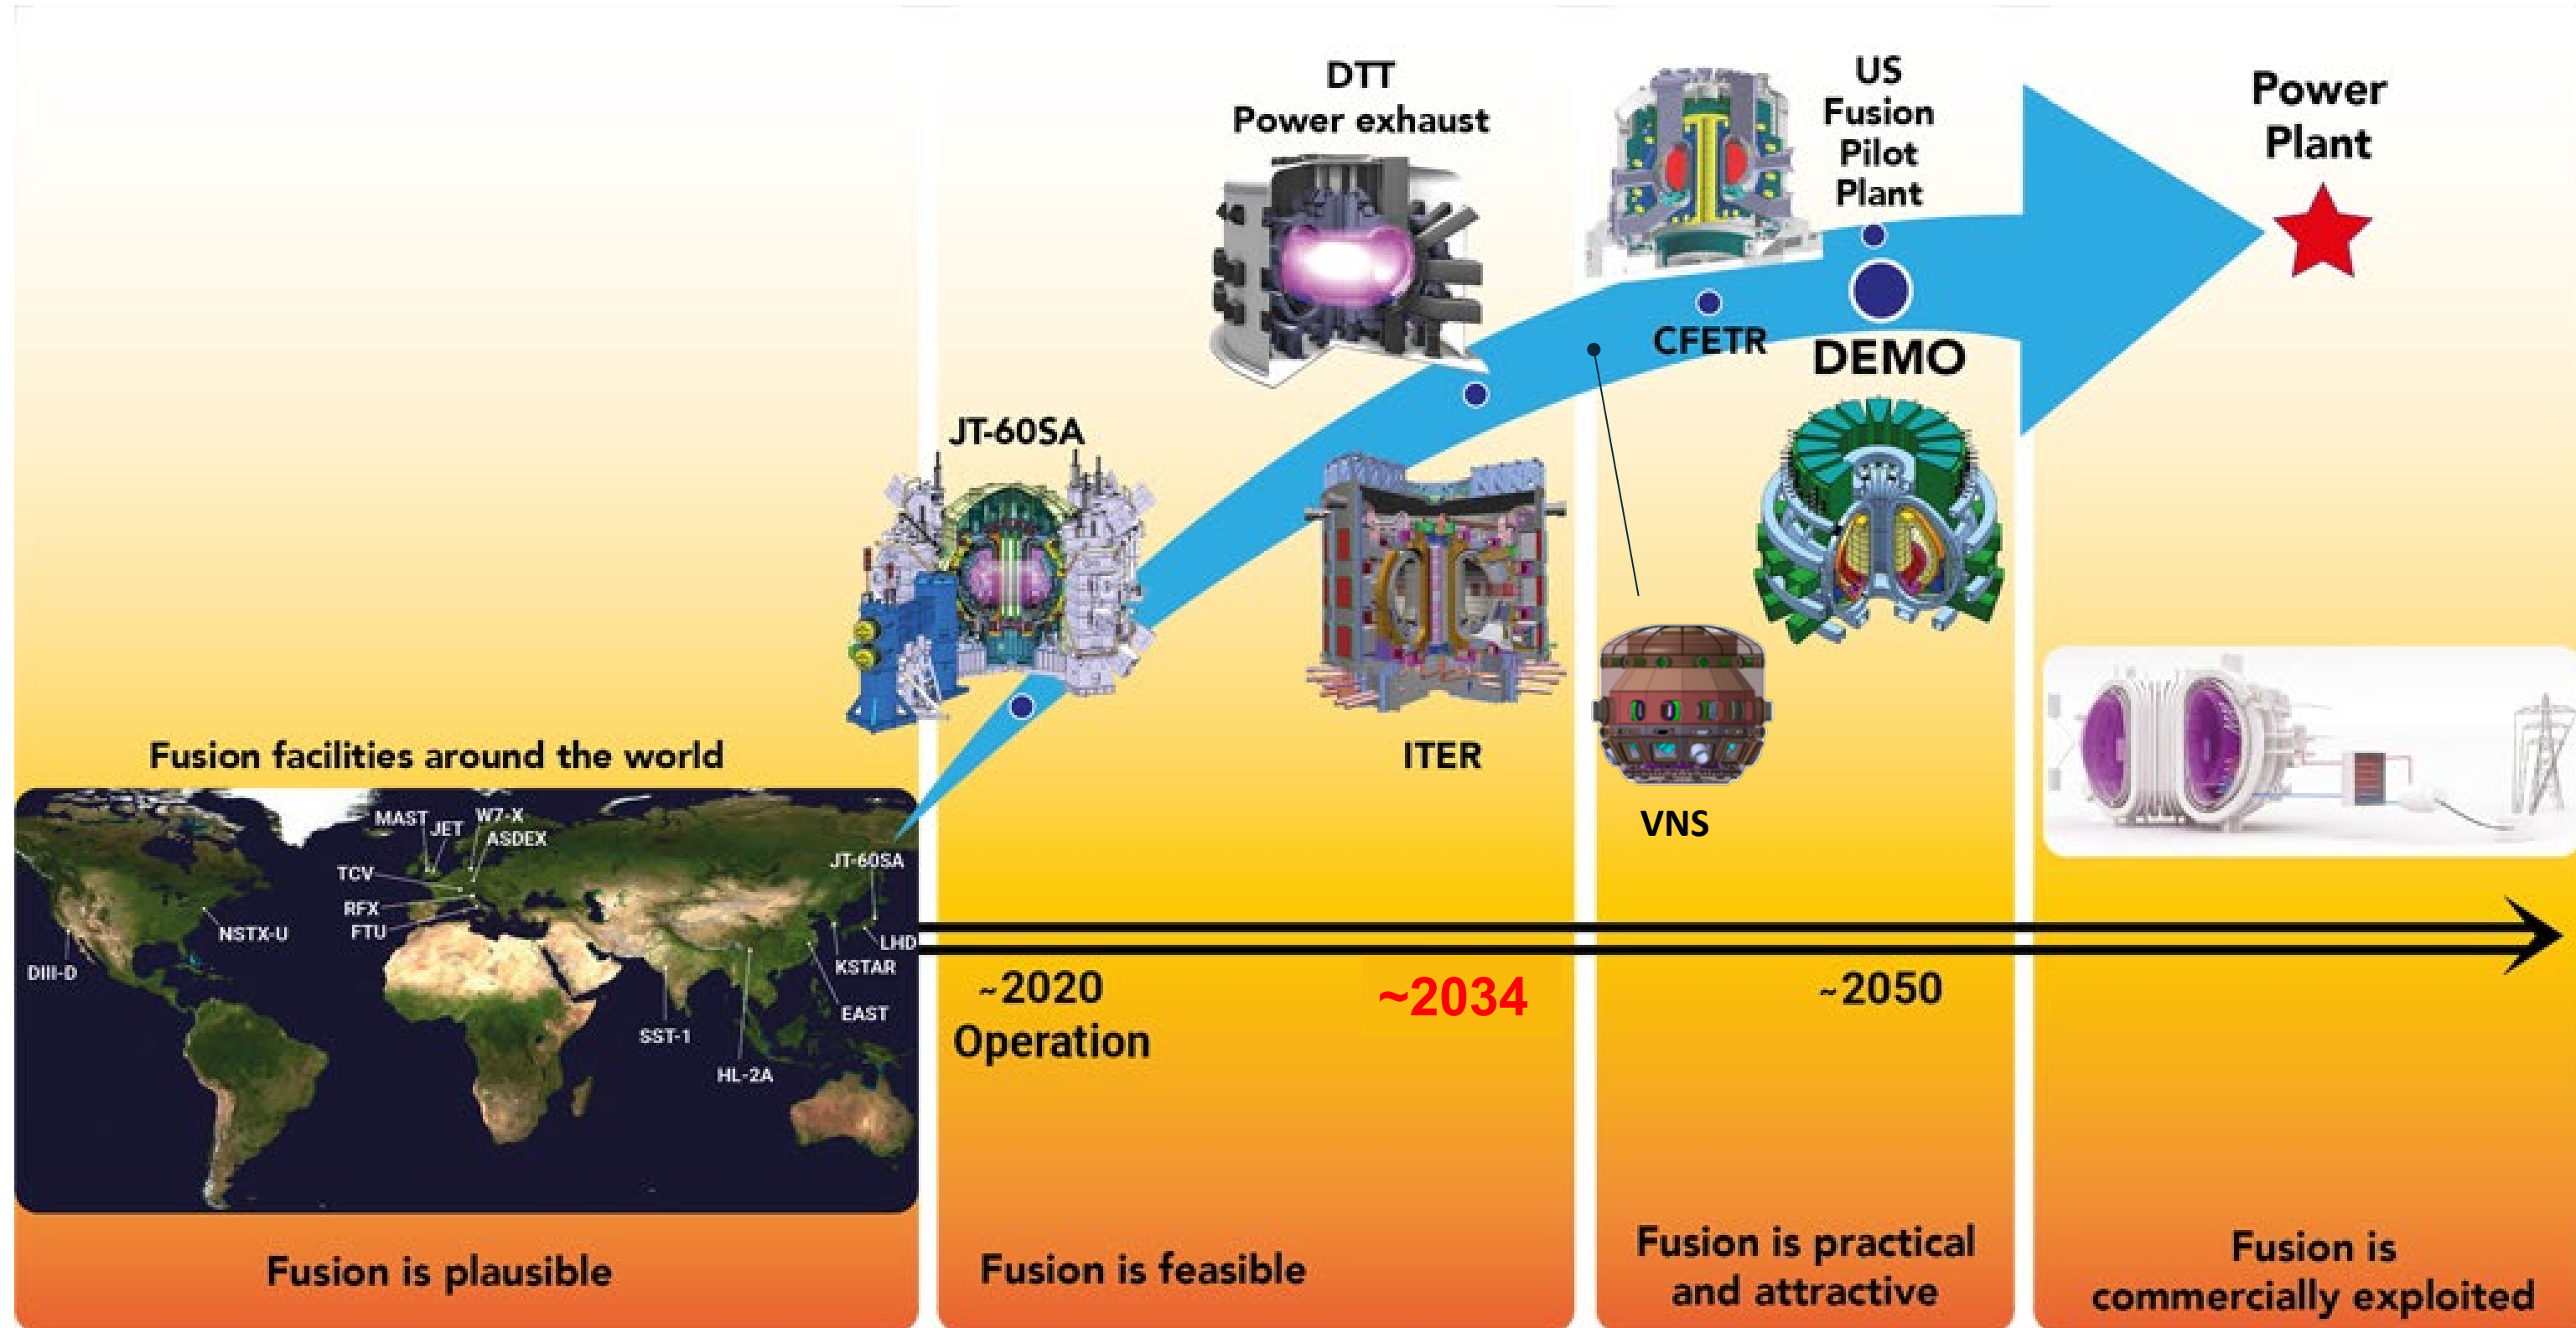 DTT
Power exhaust
US
Fusion
Pilot
Plant
Power
Plant
CFETR
DEMO
JT-60SA
ITER
VNS
Fusion facilities around the world
MAST
JET
W7-X
ASDEX
TCV
RFX
FTU
JT-60SA
NSTX-U
DIII-D
LHD
KSTAR
EAST
SST-1
HL-2A
~2020
Operation
~2034
~2050
Fusion is plausible
Fusion is feasible
Fusion is practical
and attractive
Fusion is
commercially exploited